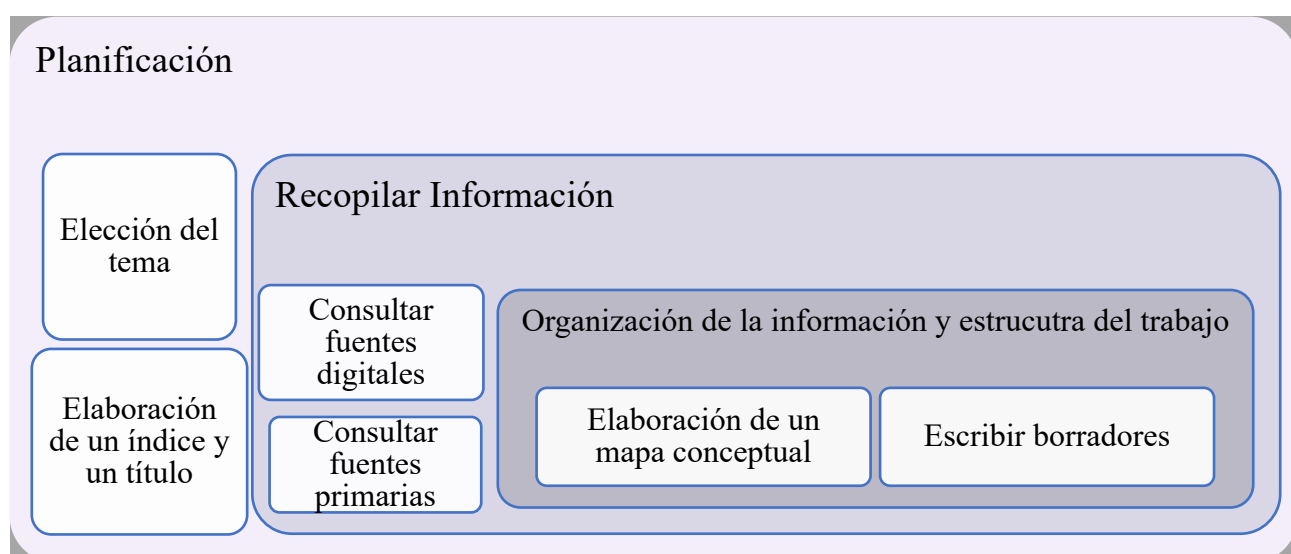 Planificación
Elección del
tema
Elaboración
de un índice y
un título
Recopilar Información
Consultar
fuentes
digitales
Consultar
fuentes
primarias
Organización de la información y estrucutra del trabajo
Elaboración de un
mapa conceptual
Escribir borradores